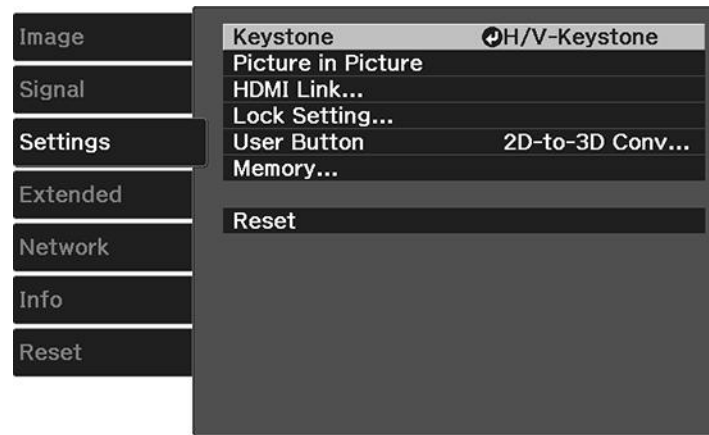 Image
Signal
Settings
Extended
Network
Info
Reset
Keystone H/V-Keystone
Picture in Picture
HDMI Link...
Lock Setting...
User Button 2D-to-3D Conv...
Memory...
Reset